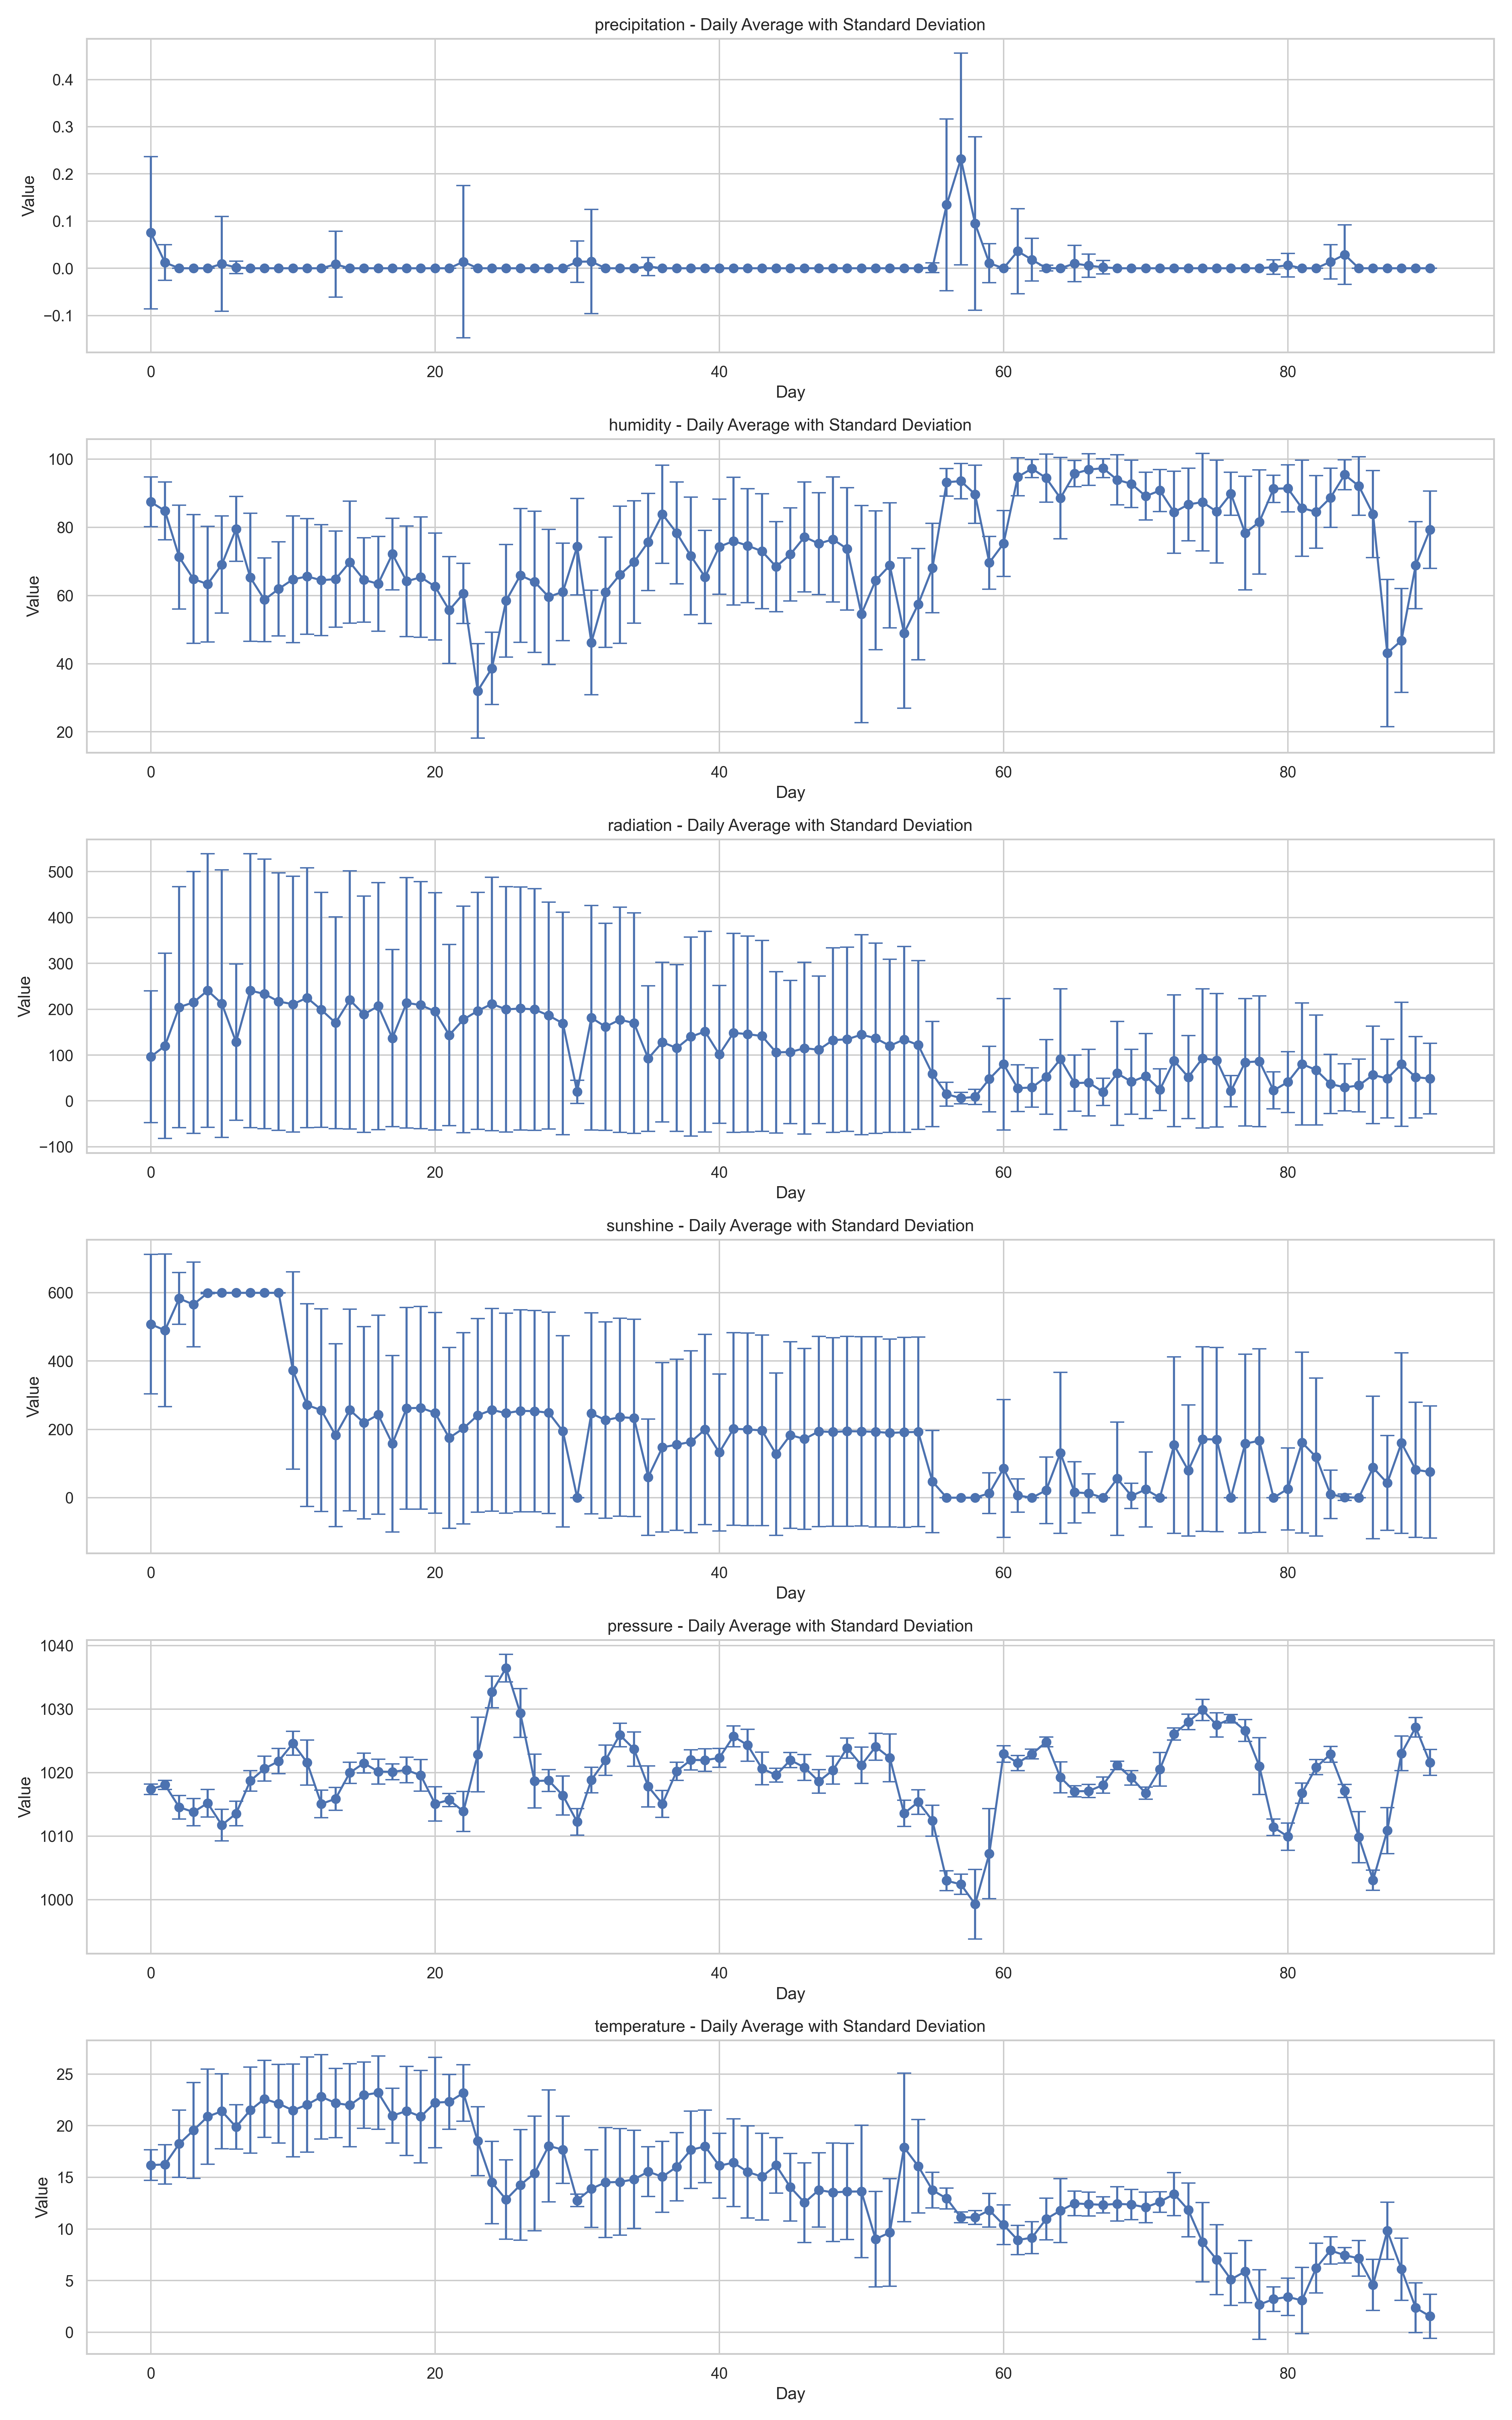 precipitation - Daily Average with Standard Deviation
0.4
0.3
0.2
0.1
0.0
−0.1
Value
0 20 40 60 80
Day
humidity - Daily Average with Standard Deviation
100
80
60
40
20
Value
0 20 40 60 80
Day
radiation - Daily Average with Standard Deviation
500
400
300
200
100
0
−100
Value
0 20 40 60 80
Day
sunshine - Daily Average with Standard Deviation
600
400
200
0
Value
0 20 40 60 80
Day
pressure - Daily Average with Standard Deviation
1040
1030
1020
1010
1000
Value
0 20 40 60 80
Day
temperature - Daily Average with Standard Deviation
25
20
15
10
5
0
Value
0 20 40 60 80
Day